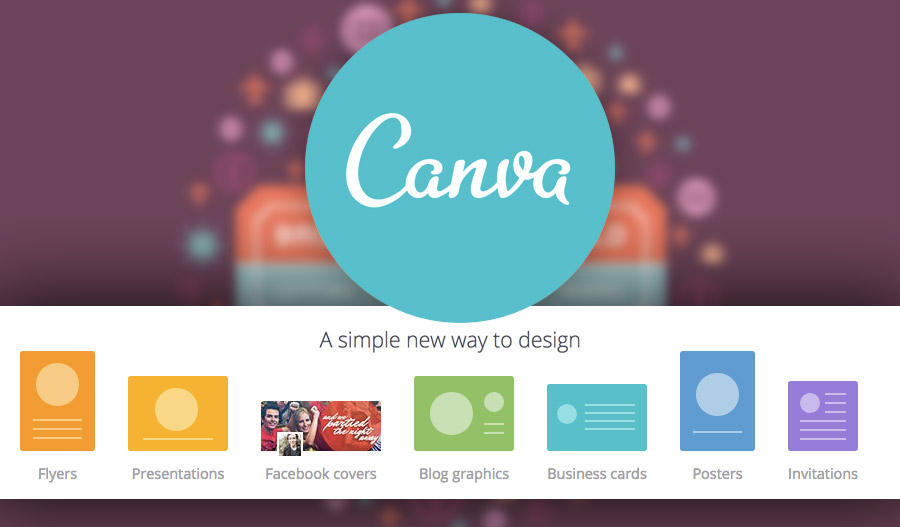 Canva
A simple new way to design
and we
partied
the night
away
Flyers
Presentations
Facebook covers
Blog graphics
Business cards
Posters
Invitations